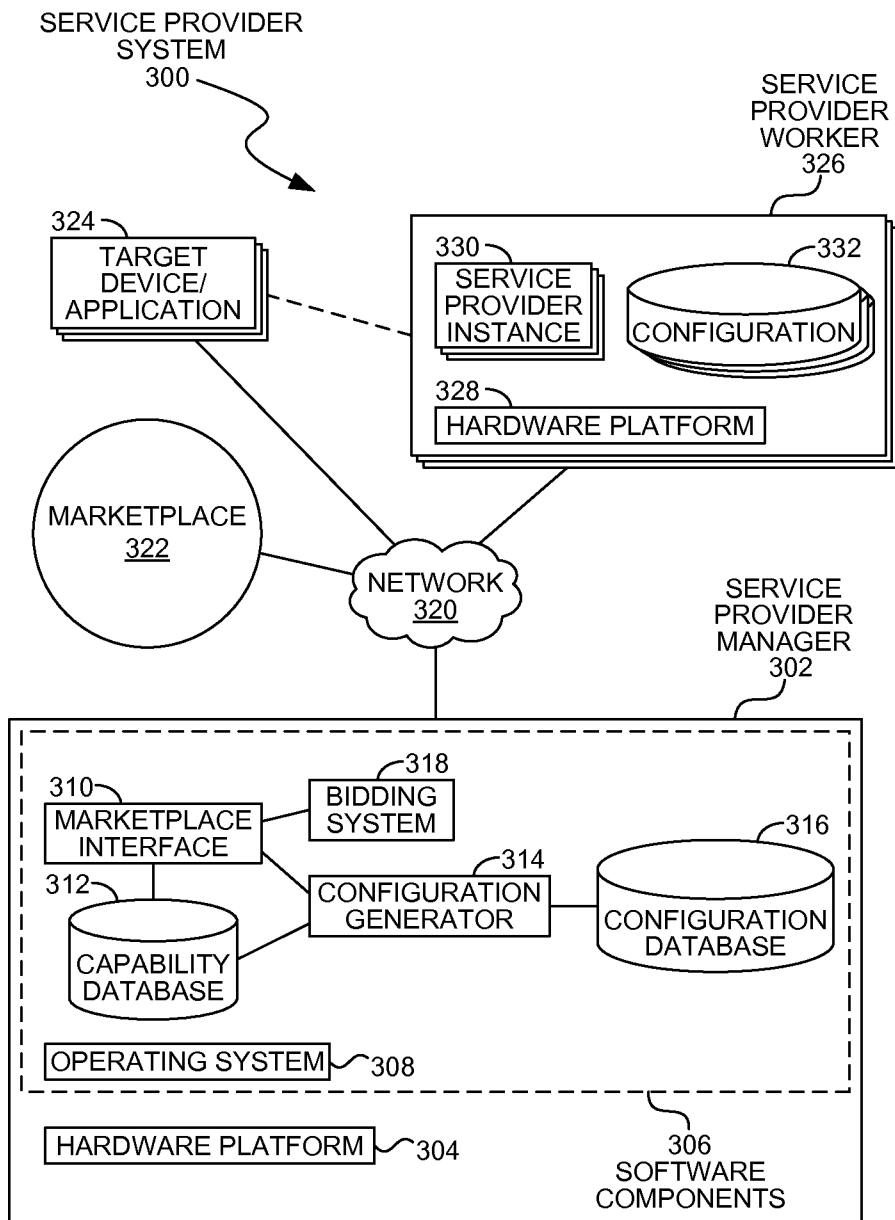 SERVICE PROVIDER
SYSTEM
300
SERVICE
PROVIDER
WORKER
326
324
TARGET
DEVICE/
APPLICATION
330
SERVICE
PROVIDER
INSTANCE
332
CONFIGURATION
328
HARDWARE PLATFORM
MARKETPLACE
322
NETWORK
320
SERVICE
PROVIDER
MANAGER
302
310
MARKETPLACE
INTERFACE
318
BIDDING
SYSTEM
312
CAPABILITY
DATABASE
314
CONFIGURATION
GENERATOR
316
CONFIGURATION
DATABASE
OPERATING SYSTEM
308
HARDWARE PLATFORM
304
306
SOFTWARE
COMPONENTS